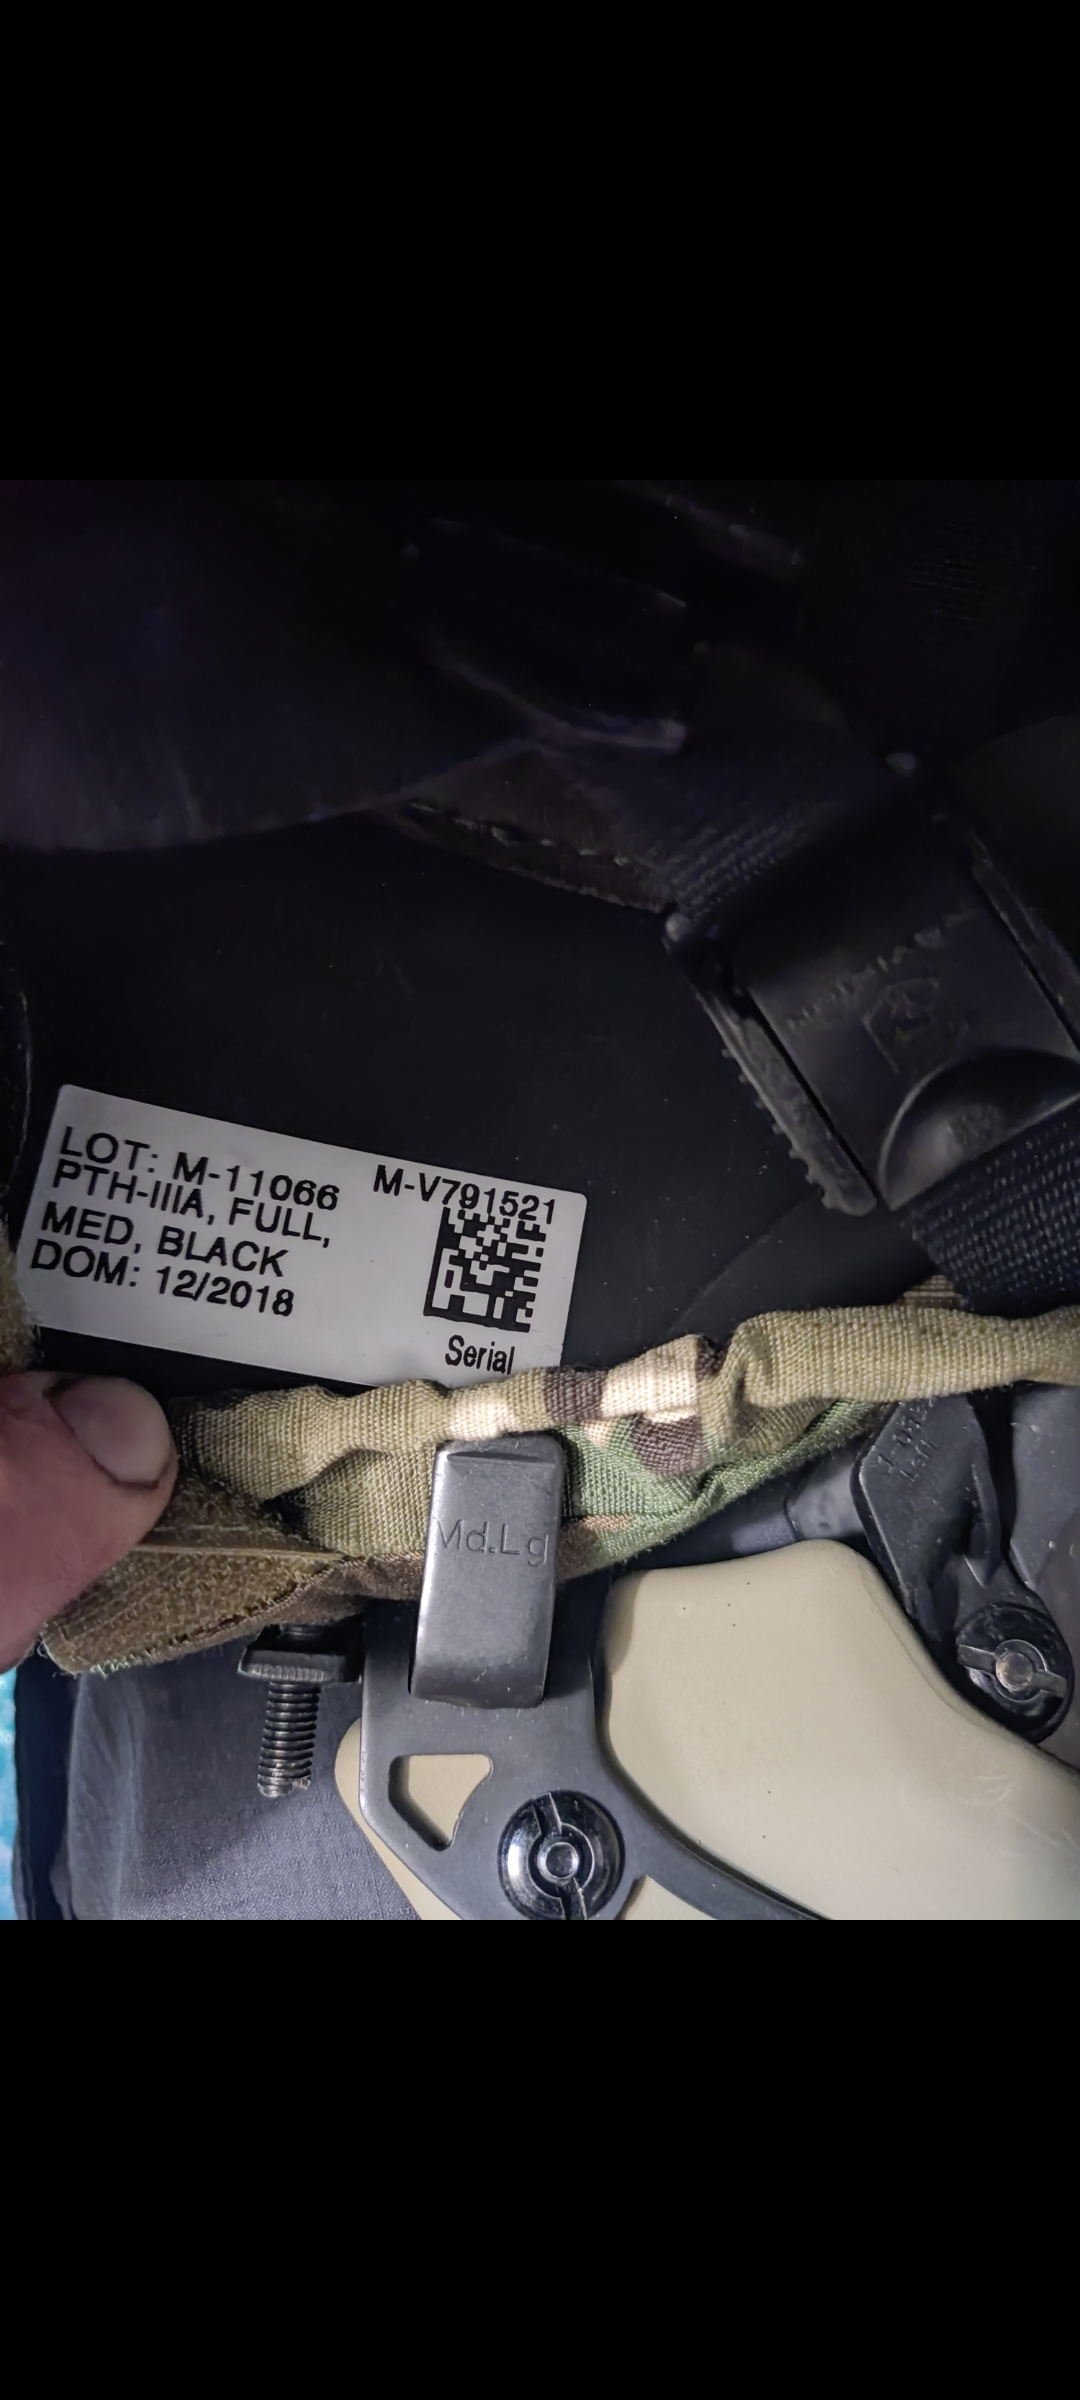 LOT: M-11066
PTH-IIIA, FULL,
MED, BLACK
DOM: 12/2018
M-V791521
Serial
Md.Lg